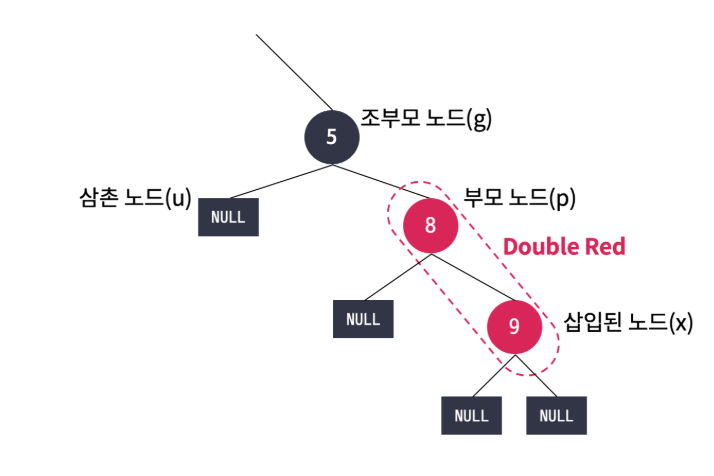 조부모 노드(g)
5
삼촌 노드(u)
NULL
부모 노드(p)
8
Double Red
NULL
9
삽입된 노드(x)
NULL
NULL